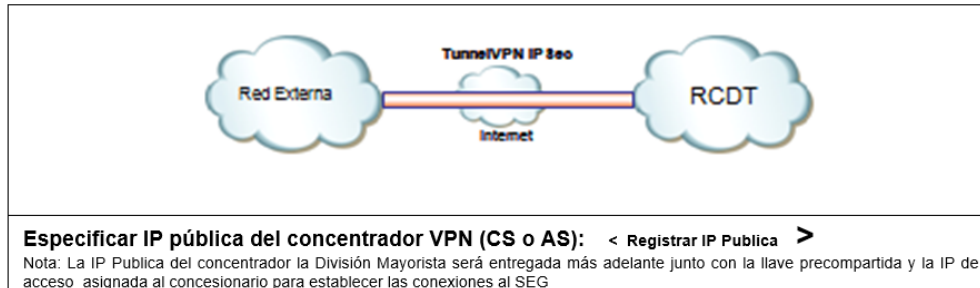 TunnelVPN IP Sec
Red Externa
RCDT
Internet
Especificar IP pública del concentrador VPN (CS o AS): < Registrar IP Publica >
Nota: La IP Publica del concentrador la División Mayorista será entregada más adelante junto con la llave precompartida y la IP de
acceso asignada al concesionario para establecer las conexiones al SEG